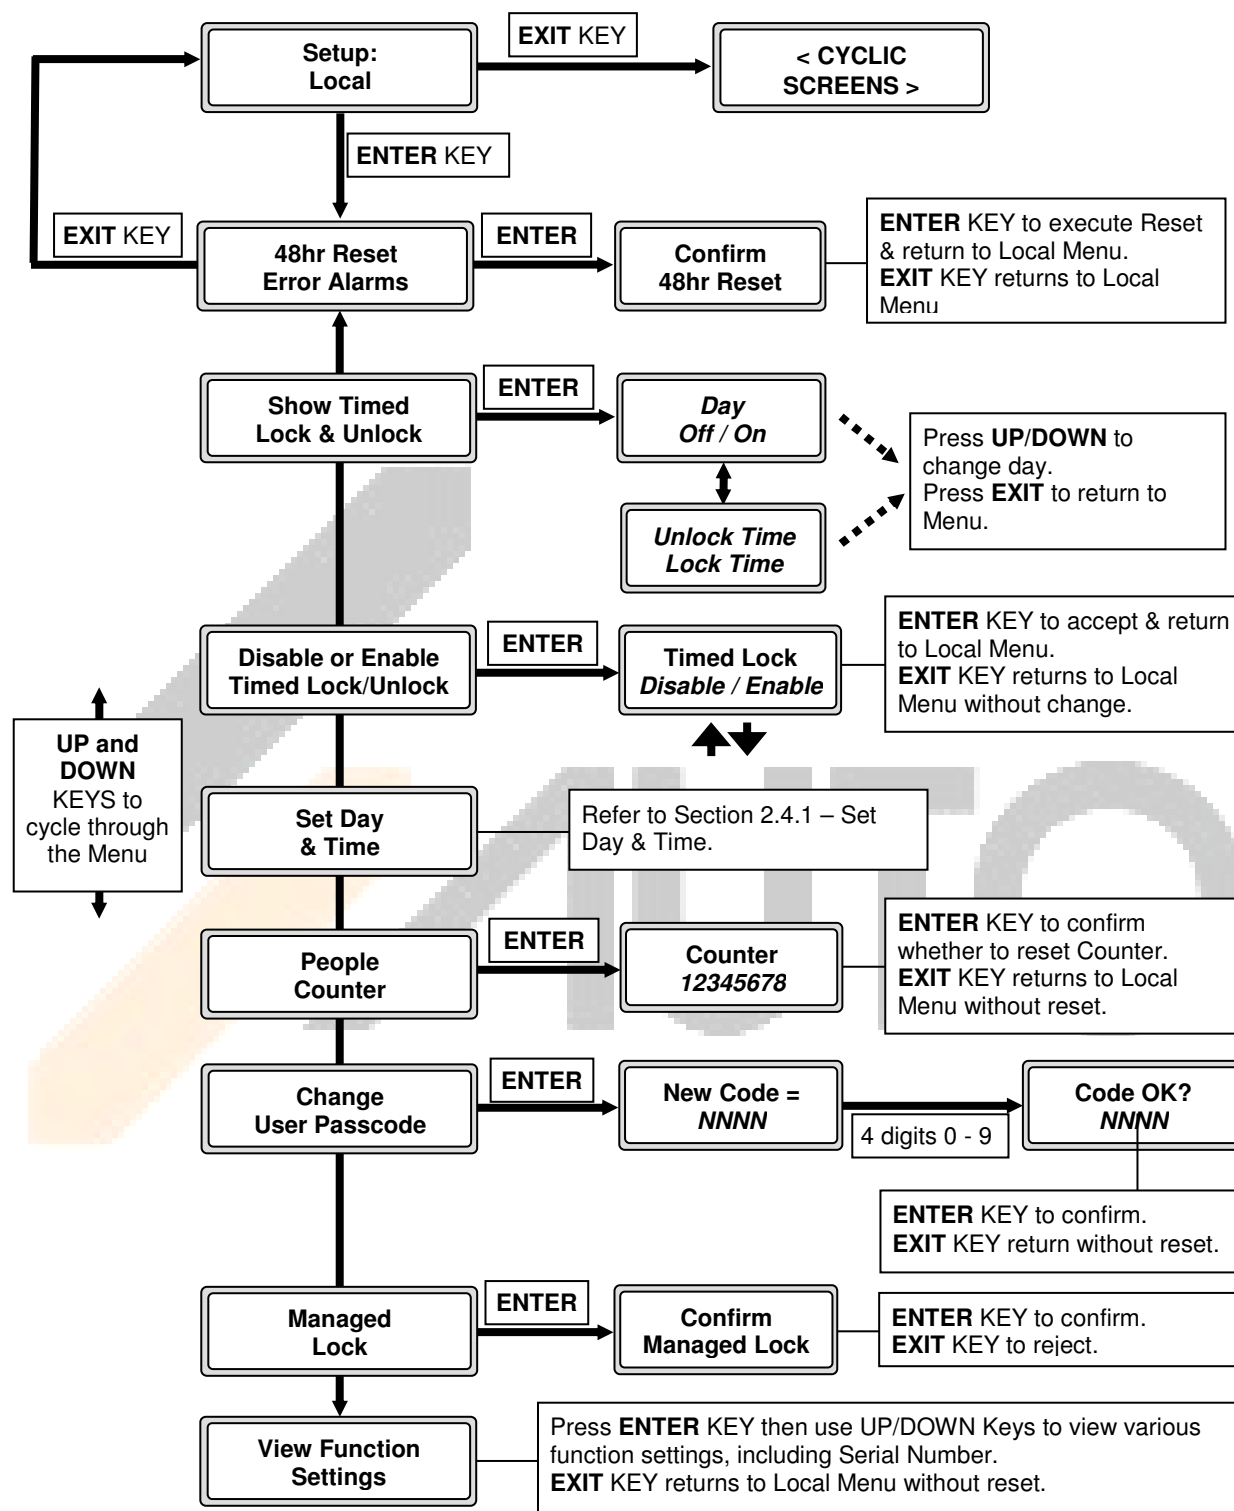 Setup:
Local
EXIT KEY
< CYCLIC
SCREENS >
ENTER KEY
EXIT KEY
48hr Reset
Error Alarms
ENTER
Confirm
48hr Reset
ENTER KEY to execute Reset
& return to Local Menu.
EXIT KEY returns to Local
Menu
Show Timed
Lock & Unlock
ENTER
Day
Off / On
Unlock Time
Lock Time
Press UP/DOWN to
change day.
Press EXIT to return to
Menu.
Disable or Enable
Timed Lock/Unlock
ENTER
Timed Lock
Disable / Enable
ENTER KEY to accept & return
to Local Menu.
EXIT KEY returns to Local
Menu without change.
UP and
DOWN
KEYS to
cycle through
the Menu
Set Day
& Time
Refer to Section 2.4.1 – Set
Day & Time.
AUTO
People
Counter
ENTER
Counter
12345678
ENTER KEY to confirm
whether to reset Counter.
EXIT KEY returns to Local
Menu without reset.
Change
User Passcode
ENTER
New Code =
NNNN
4 digits 0 - 9
Code OK?
NNNN
ENTER KEY to confirm.
EXIT KEY return without reset.
Managed
Lock
ENTER
Confirm
Managed Lock
ENTER KEY to confirm.
EXIT KEY to reject.
View Function
Settings
Press ENTER KEY then use UP/DOWN Keys to view various
function settings, including Serial Number.
EXIT KEY returns to Local Menu without reset.